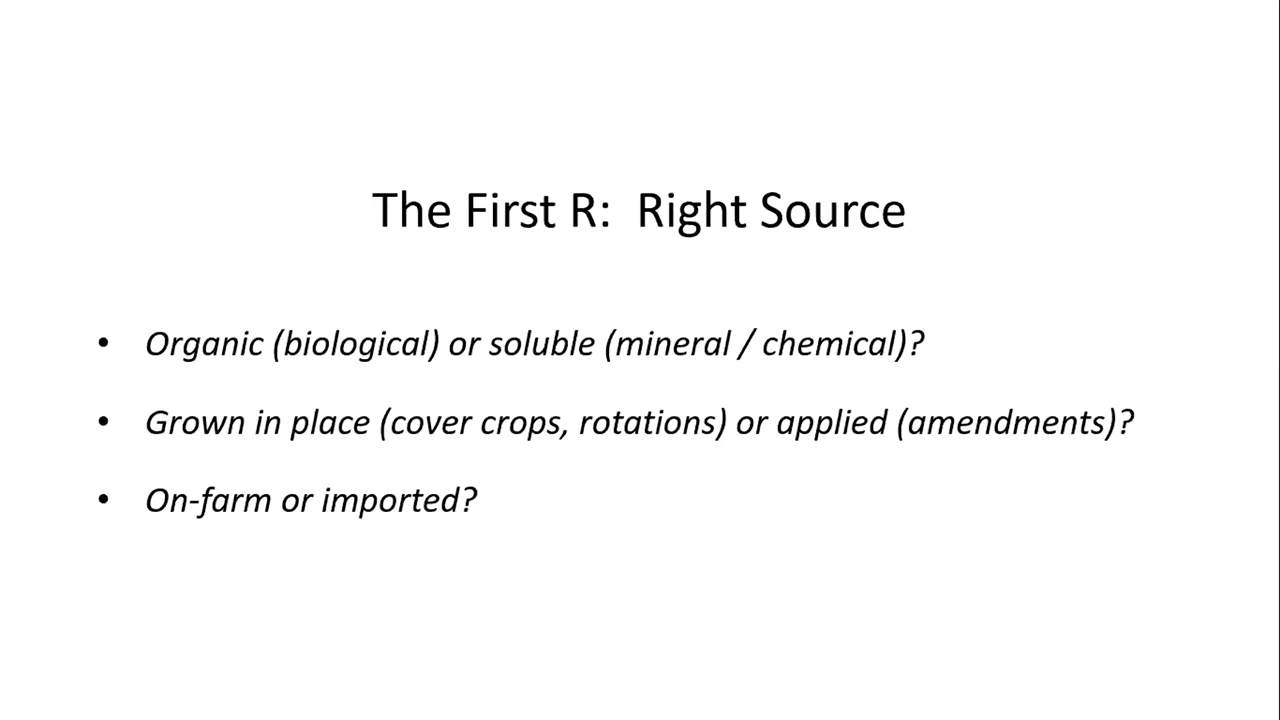 The First R:  Right Source
• Organic (biological) or soluble (mineral / chemical)?
• Grown in place (cover crops, rotations) or applied (amendments)?
• On-farm or imported?